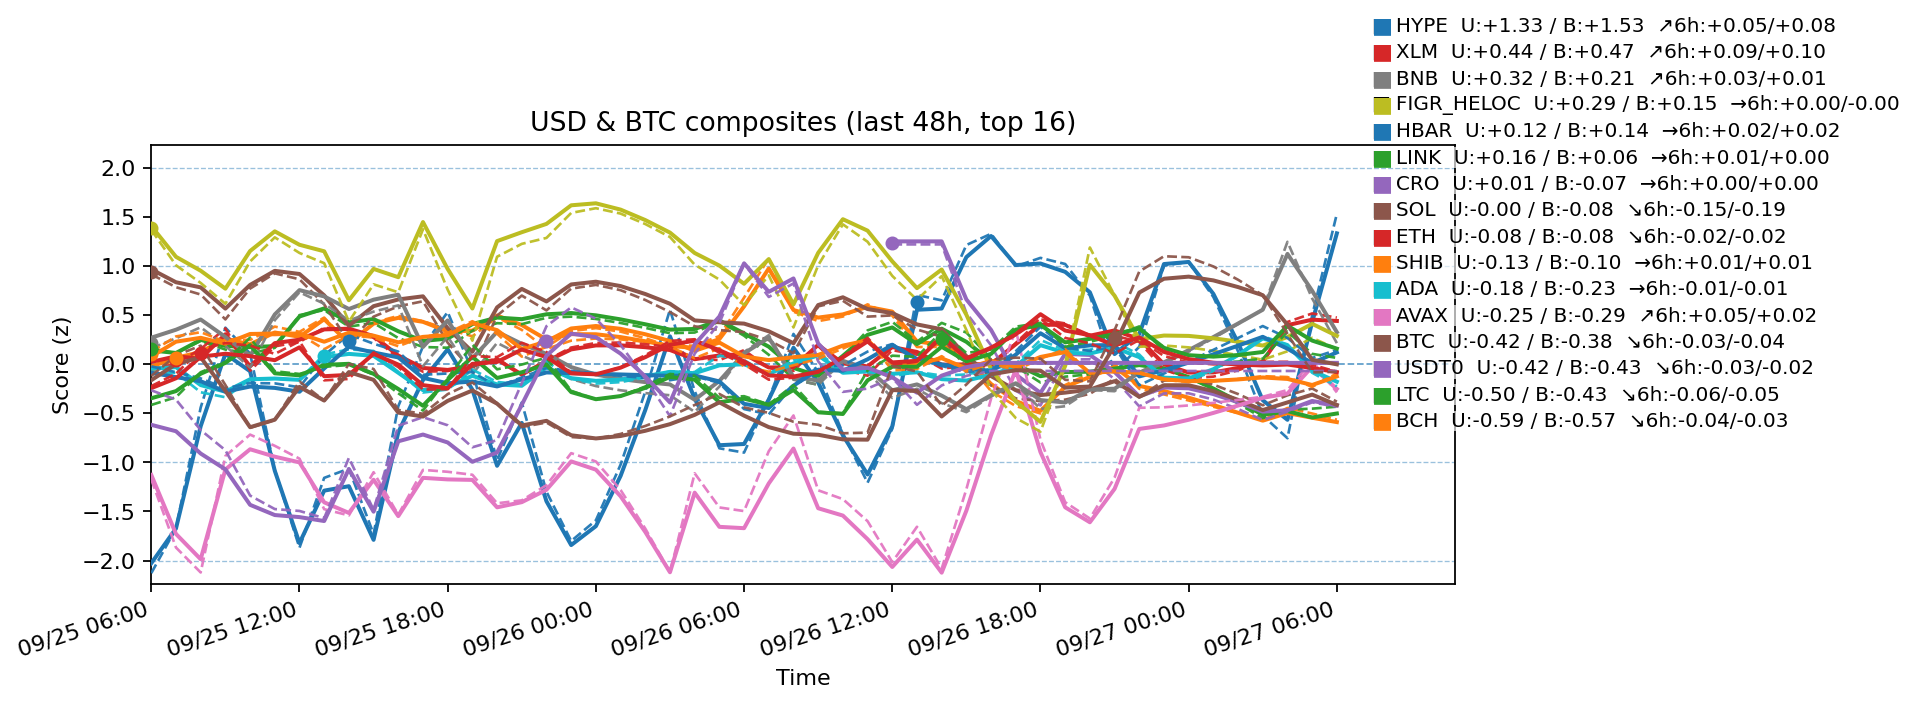 HYPE  U:+1.33 / B:+1.53  ↗6h:+0.05/+0.08
XLM  U:+0.44 / B:+0.47  ↗6h:+0.09/+0.10
BNB  U:+0.32 / B:+0.21  ↗6h:+0.03/+0.01
FIGR_HELOC  U:+0.29 / B:+0.15  →6h:+0.00/-0.00
HBAR  U:+0.12 / B:+0.14  →6h:+0.02/+0.02
LINK  U:+0.16 / B:+0.06  →6h:+0.01/+0.00
CRO  U:+0.01 / B:-0.07  →6h:+0.00/+0.00
SOL  U:-0.00 / B:-0.08  ↘6h:-0.15/-0.19
ETH  U:-0.08 / B:-0.08  ↘6h:-0.02/-0.02
SHIB  U:-0.13 / B:-0.10  →6h:+0.01/+0.01
ADA  U:-0.18 / B:-0.23  →6h:-0.01/-0.01
AVAX  U:-0.25 / B:-0.29  ↗6h:+0.05/+0.02
BTC  U:-0.42 / B:-0.38  ↘6h:-0.03/-0.04
USDT0  U:-0.42 / B:-0.43  ↘6h:-0.03/-0.02
LTC  U:-0.50 / B:-0.43  ↘6h:-0.06/-0.05
BCH  U:-0.59 / B:-0.57  ↘6h:-0.04/-0.03
USD & BTC composites (last 48h, top 16)
Score (z)
2.0
1.5
1.0
0.5
0.0
−0.5
−1.0
−1.5
−2.0
09/25 06:00
09/25 12:00
09/25 18:00
09/26 00:00
09/26 06:00
09/26 12:00
09/26 18:00
09/27 00:00
09/27 06:00
Time